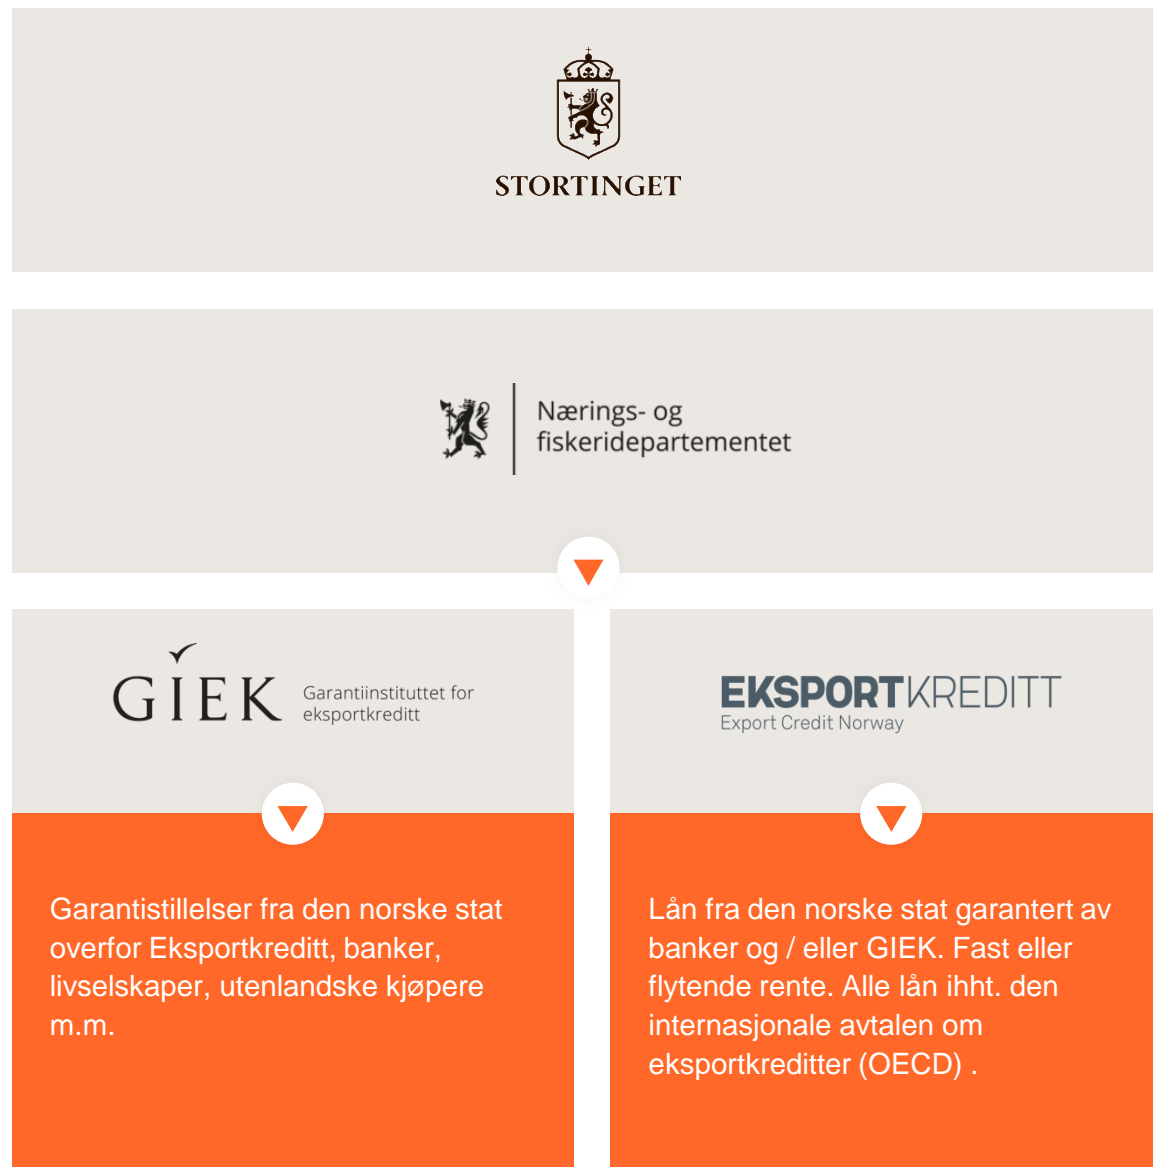 STORTINGET
Nærings- og
fiskeridepartementet
GIEK
Garantiinstituttet for
eksportkreditt
EKSPORTKREDITT
Export Credit Norway
Garantistillelser fra den norske stat
overfor Eksportkreditt, banker,
livselskaper, utenlandske kjøpere
m.m.
Lån fra den norske stat garantert av
banker og / eller GIEK. Fast eller
flytende rente. Alle lån ihht. den
internasjonale avtalen om
eksportkreditter (OECD) .